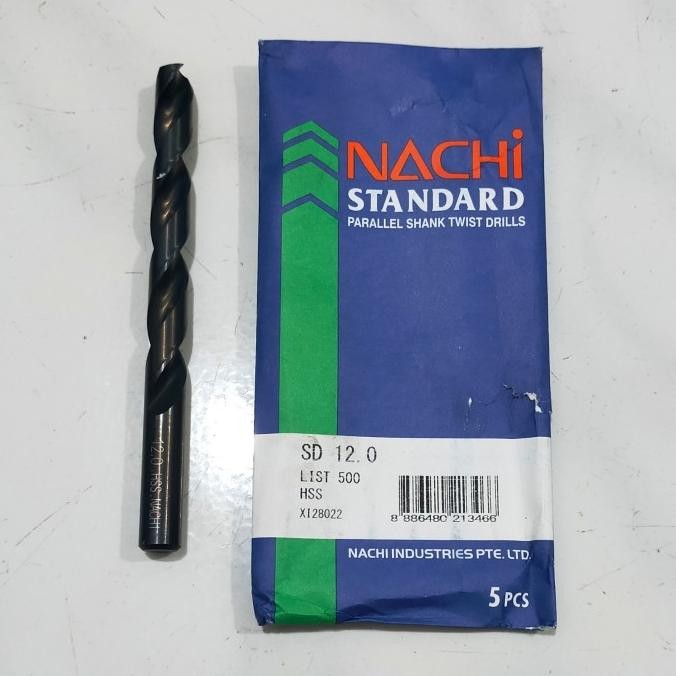 12.0 HSS.NACHI
NACHi
STANDARD
PARALLEL SHANK TWIST DRILLS
SD 12.0
LIST 500
HSS
XI28022
8 886480 213466
NACHI INDUSTRIES PTE. LTD.
5 PCS